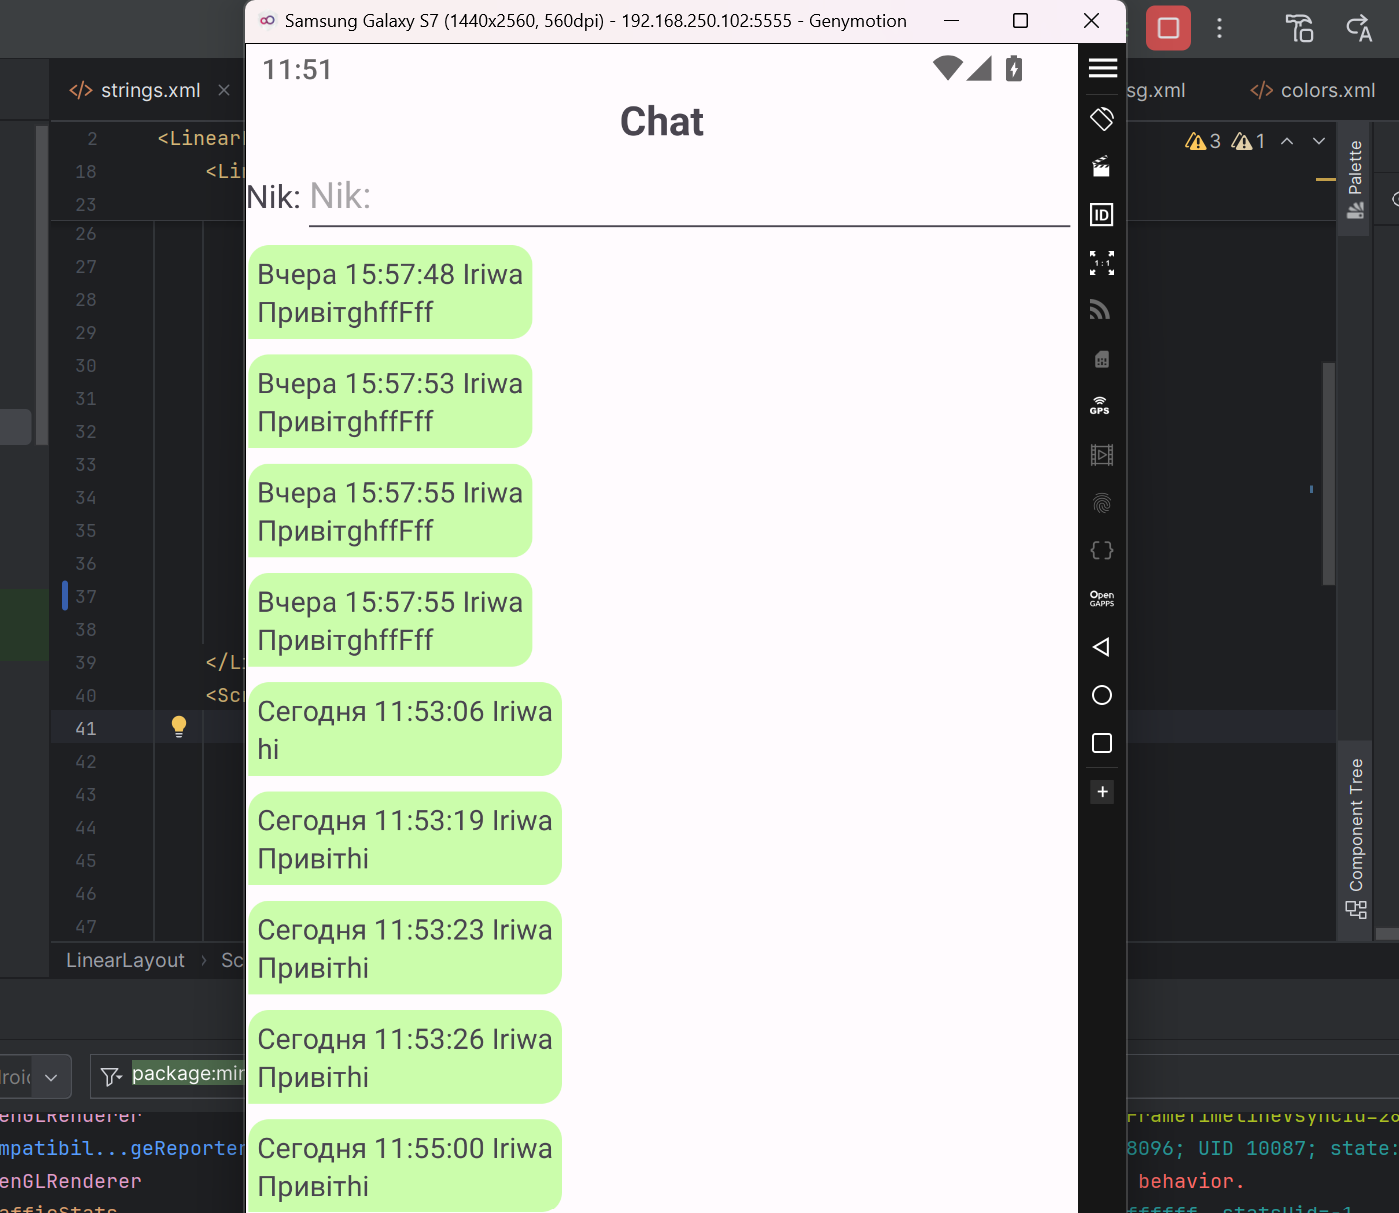 Samsung Galaxy S7 (1440x2560, 560dpi) - 192.168.250.102:5555 - Genymotion
11:51
strings.xml
sg.xml
colors.xml
Chat
Nik: Nik:
3 1
Palette
2 <Linear
18 <Li
23
26
27
28
29
30
31
32
33
34
35
36
37
38
39 </L
40 <Sc
41
42
43
44
45
46
47
Вчера 15:57:48 Iriwa
ПривітghffFff
Вчера 15:57:53 Iriwa
ПривітghffFff
Вчера 15:57:55 Iriwa
ПривітghffFff
Вчера 15:57:55 Iriwa
ПривітghffFff
Сегодня 11:53:06 Iriwa
hi
Сегодня 11:53:19 Iriwa
Привітhi
Сегодня 11:53:23 Iriwa
Привітhi
Сегодня 11:53:26 Iriwa
Привітhi
Сегодня 11:55:00 Iriwa
Привітhi
ID
1:1
GPS
Open
GAPPS
Component Tree
LinearLayout › Sc
package:mi
enGLRenderer
mpatibil...geReporter
8096; UID 10087; state:
enGLRenderer
behavior.